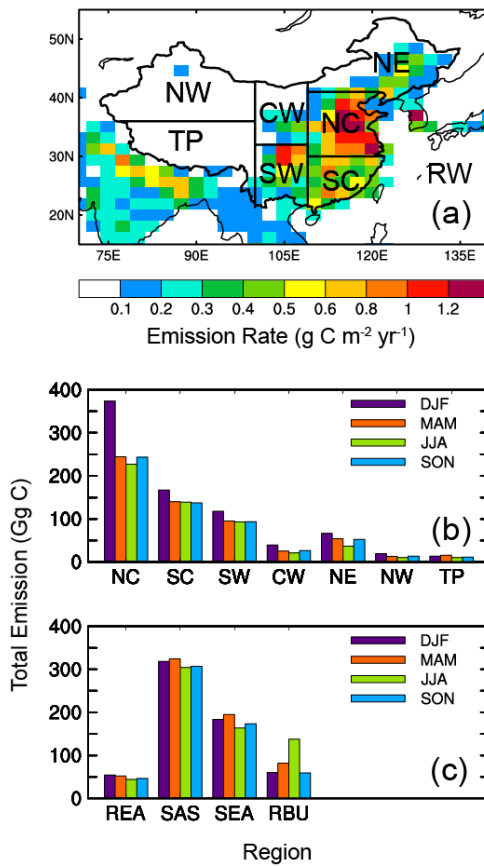 50N
40N
30N
20N
NW
NE
CW
NC
TP
SW
SC
RW
(a)
70E 90E 105E 120E 135E
0.1 0.2 0.3 0.4 0.5 0.6 0.8 1 1.2
Emission Rate (g C m⁻² yr⁻¹)
Total Emission (Gg C)
400
300
200
100
0
DJF
MAM
JJA
SON
(b)
NC SC SW CW NE NW TP
400
300
200
100
0
DJF
MAM
JJA
SON
(c)
REA SAS SEA RBU
Region